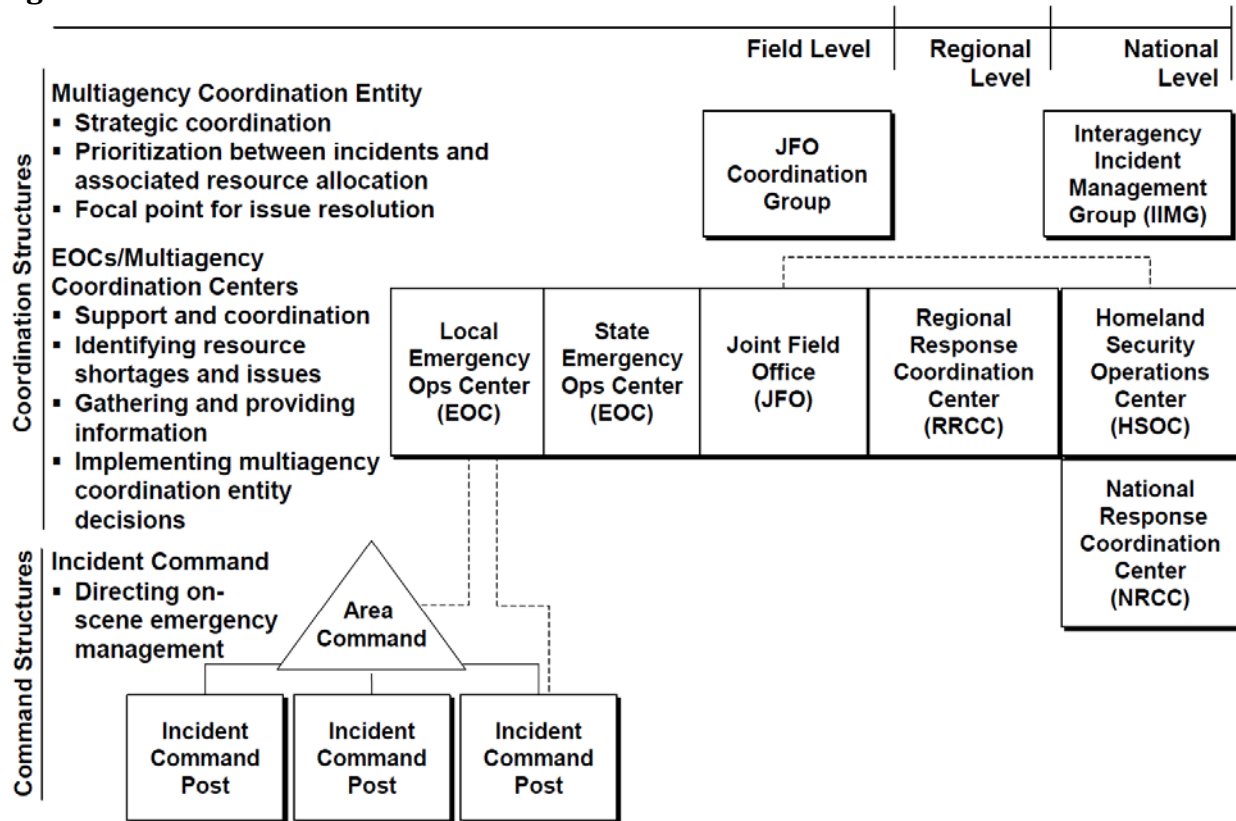 Field Level
Regional
Level
National
Level
Coordination Structures
Multiagency Coordination Entity
▪ Strategic coordination
▪ Prioritization between incidents and
associated resource allocation
▪ Focal point for issue resolution
JFO
Coordination
Group
Interagency
Incident
Management
Group (IIMG)
EOCs/Multiagency
Coordination Centers
▪ Support and coordination
▪ Identifying resource
shortages and issues
▪ Gathering and providing
information
▪ Implementing multiagency
coordination entity
decisions
Local
Emergency
Ops Center
(EOC)
State
Emergency
Ops Center
(EOC)
Joint Field
Office
(JFO)
Regional
Response
Coordination
Center
(RRCC)
Homeland
Security
Operations
Center
(HSOC)
National
Response
Coordination
Center
(NRCC)
Command Structures
Incident Command
▪ Directing on-
scene emergency
management
Area
Command
Incident
Command
Post
Incident
Command
Post
Incident
Command
Post